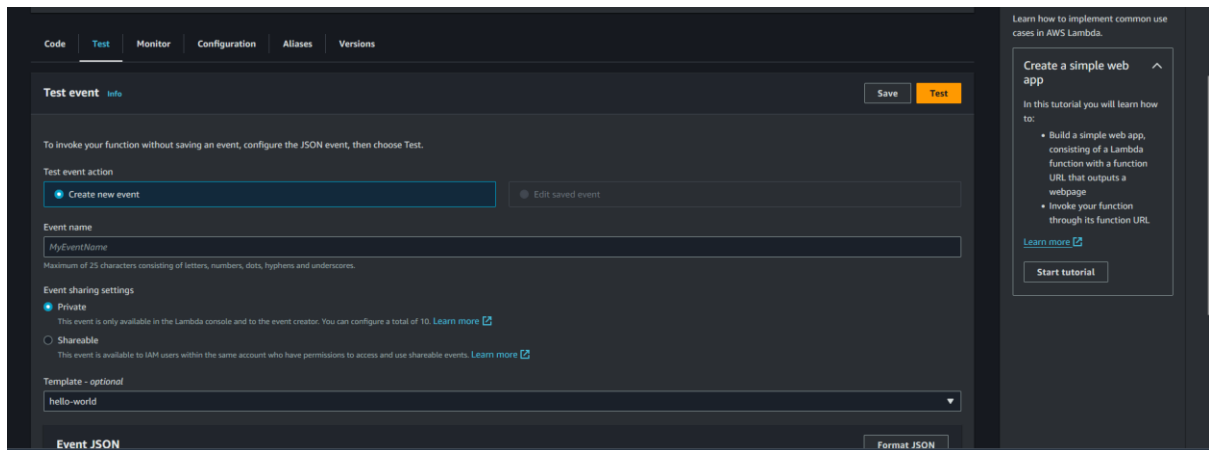 Code Test Monitor Configuration Aliases Versions
Test event Info Save Test
To invoke your function without saving an event, configure the JSON event, then choose Test.
Test event action
Create new event Edit saved event
Event name
MyEventName
Maximum of 25 characters consisting of letters, numbers, dots, hyphens and underscores.
Event sharing settings
Private
This event is only available in the Lambda console and to the event creator. You can configure a total of 10. Learn more
Shareable
This event is available to IAM users within the same account who have permissions to access and use shareable events. Learn more
Template - optional
hello-world
Event JSON Format JSON
Learn how to implement common use
cases in AWS Lambda.
Create a simple web
app
In this tutorial you will learn how
to:
• Build a simple web app,
consisting of a Lambda
function with a function
URL that outputs a
webpage
• Invoke your function
through its function URL
Learn more
Start tutorial